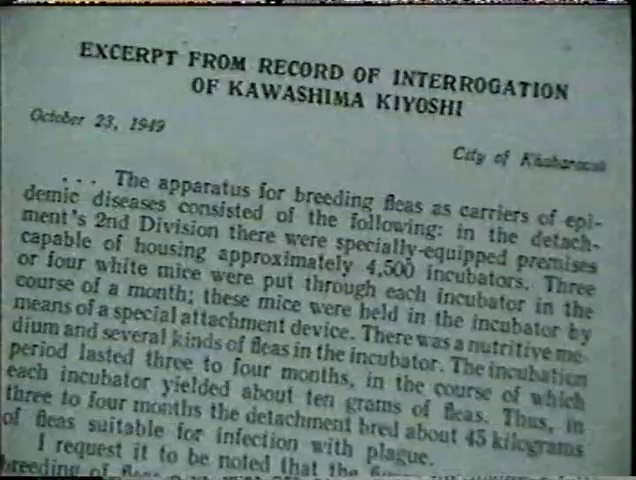 EXCERPT FROM RECORD OF INTERROGATION
OF KAWASHIMA KIYOSHI
October 23, 1949
City of Khabarovsk
. . . The apparatus for breeding fleas as carriers of epi-
demic diseases consisted of the following: in the detach-
ment's 2nd Division there were specially-equipped premises
capable of housing approximately 4,500 incubators. Three
or four white mice were put through each incubator in the
course of a month; these mice were held in the incubator by
means of a special attachment device. There was a nutritive me-
dium and several kinds of fleas in the incubator. The incubation
period lasted three to four months, in the course of which
each incubator yielded about ten grams of fleas. Thus, in
three to four months the detachment bred about 45 kilograms
of fleas suitable for infection with plague.
I request it to be noted that the
breeding of